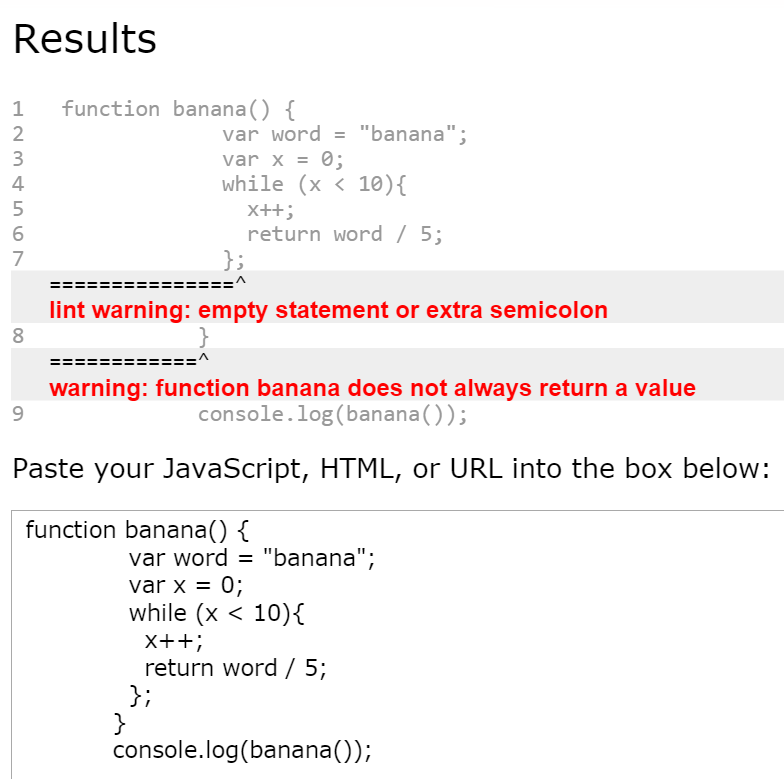 Results
1 function banana() {
2 var word = "banana";
3 var x = 0;
4 while (x < 10){
5 x++;
6 return word / 5;
7 };
===============^
lint warning: empty statement or extra semicolon
8 }
============^
warning: function banana does not always return a value
9 console.log(banana());
Paste your JavaScript, HTML, or URL into the box below:
function banana() {
var word = "banana";
var x = 0;
while (x < 10){
x++;
return word / 5;
};
}
console.log(banana());